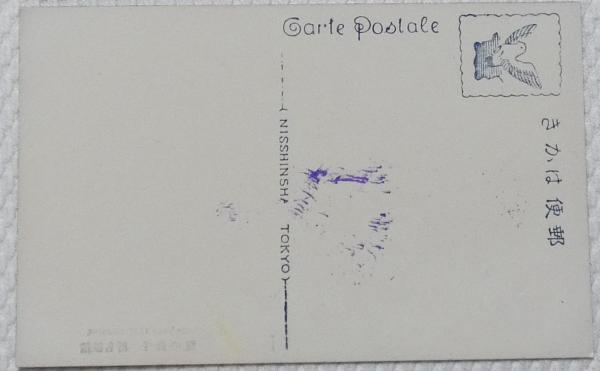 Carte Postale
きかは便郵
(NISSHINSHA TOKYO)